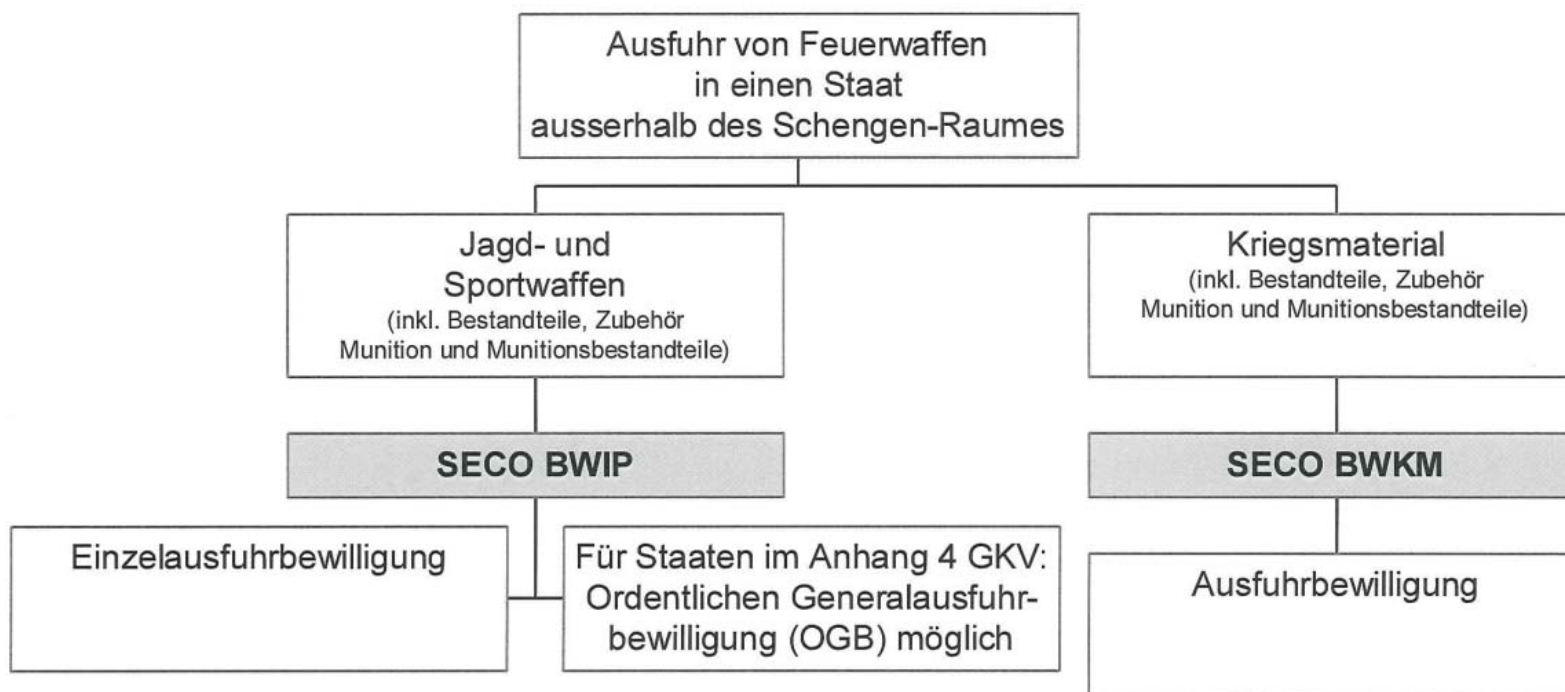 Ausfuhr von Feuerwaffen
in einen Staat
ausserhalb des Schengen-Raumes
Jagd- und
Sportwaffen
(inkl. Bestandteile, Zubehör
Munition und Munitionsbestandteile)
Kriegsmaterial
(inkl. Bestandteile, Zubehör
Munition und Munitionsbestandteile)
SECO BWIP
SECO BWKM
Einzelausfuhrbewilligung
Für Staaten im Anhang 4 GKV:
Ordentlichen Generalausfuhr-
bewilligung (OGB) möglich
Ausfuhrbewilligung